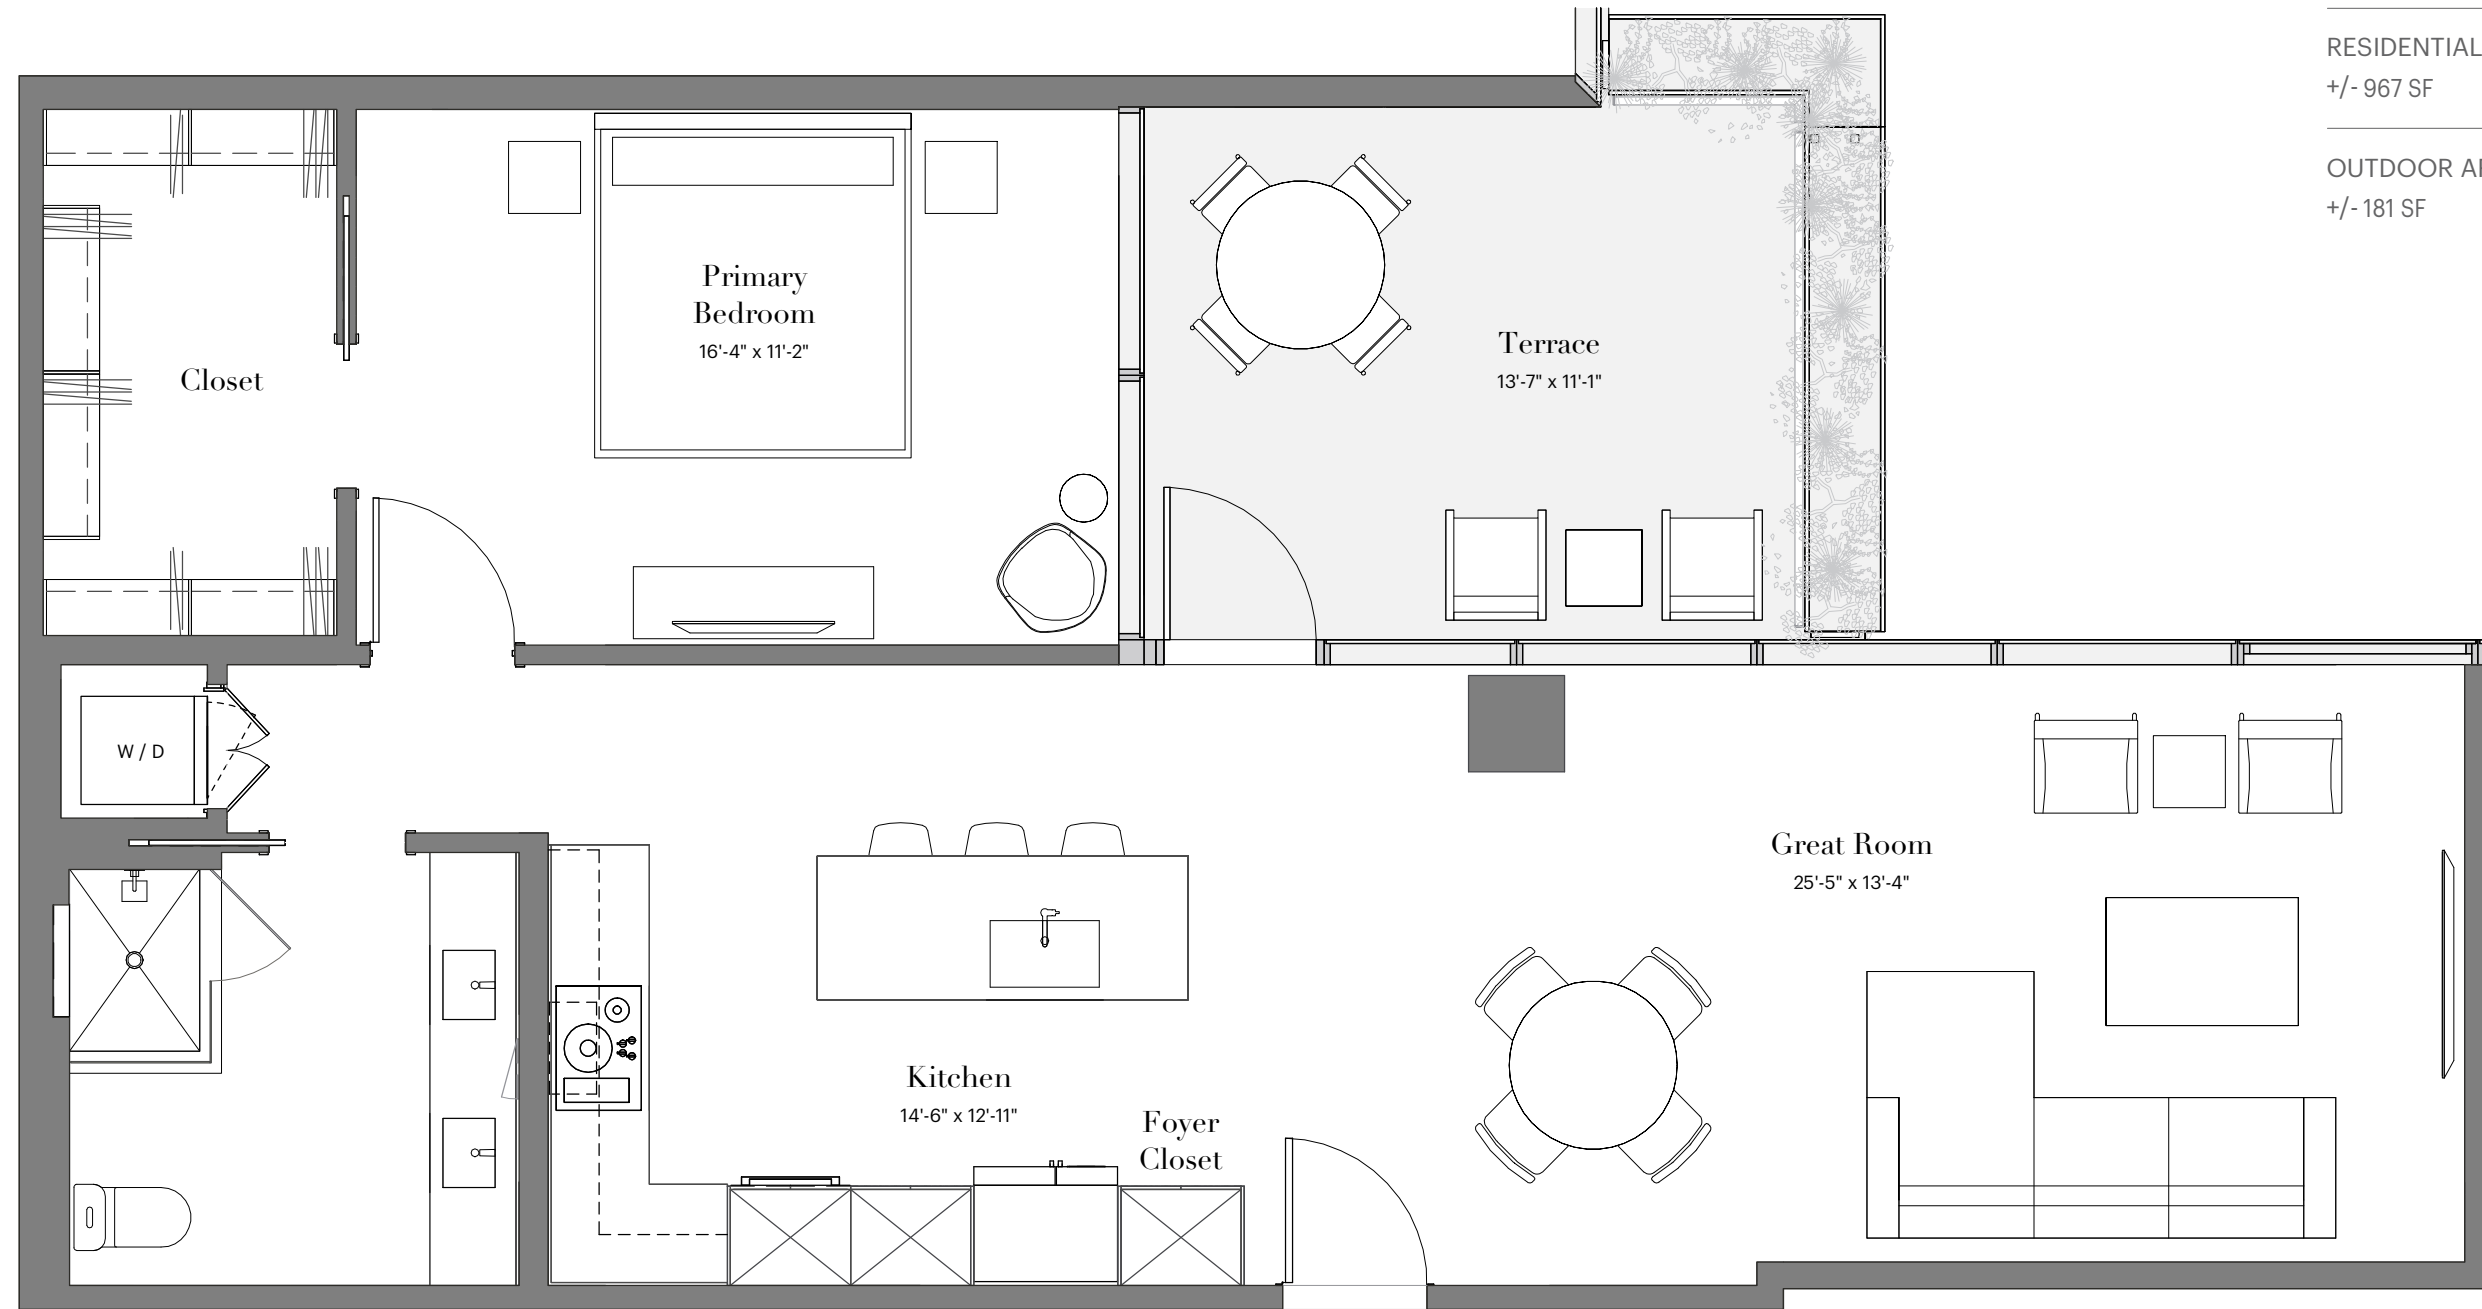 RESIDENTIAL
+/- 967 SF
OUTDOOR
+/- 181 SF
Primary
Bedroom
16'-4" x 11'-2"
Terrace
13'-7" x 11'-1"
Closet
W / D
Great Room
25'-5" x 13'-4"
Kitchen
14'-6" x 12'-11"
Foyer
Closet